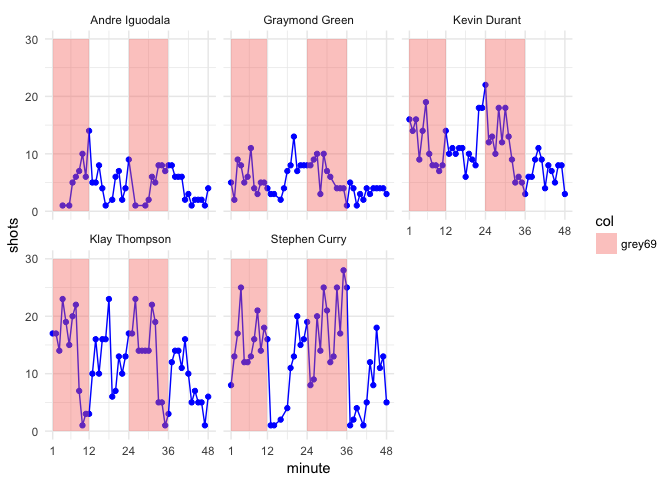 Andre Iguodala Graymond Green Kevin Durant
30
20
10
0
1 12 24 36 48
shots
Klay Thompson Stephen Curry
30
20
10
0
1 12 24 36 48 1 12 24 36 48
minute
col
grey69